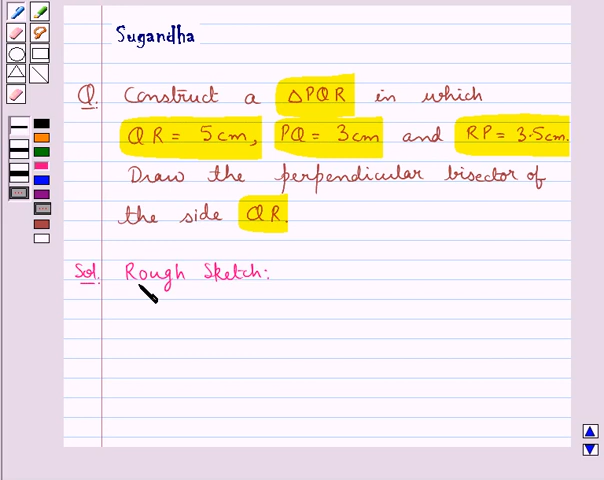 Sugandha
Q. Construct a △PQR in which
QR = 5cm, PQ = 3cm and RP = 3.5cm.
Draw the perpendicular bisector of
the side QR.
Sol. Rough Sketch: